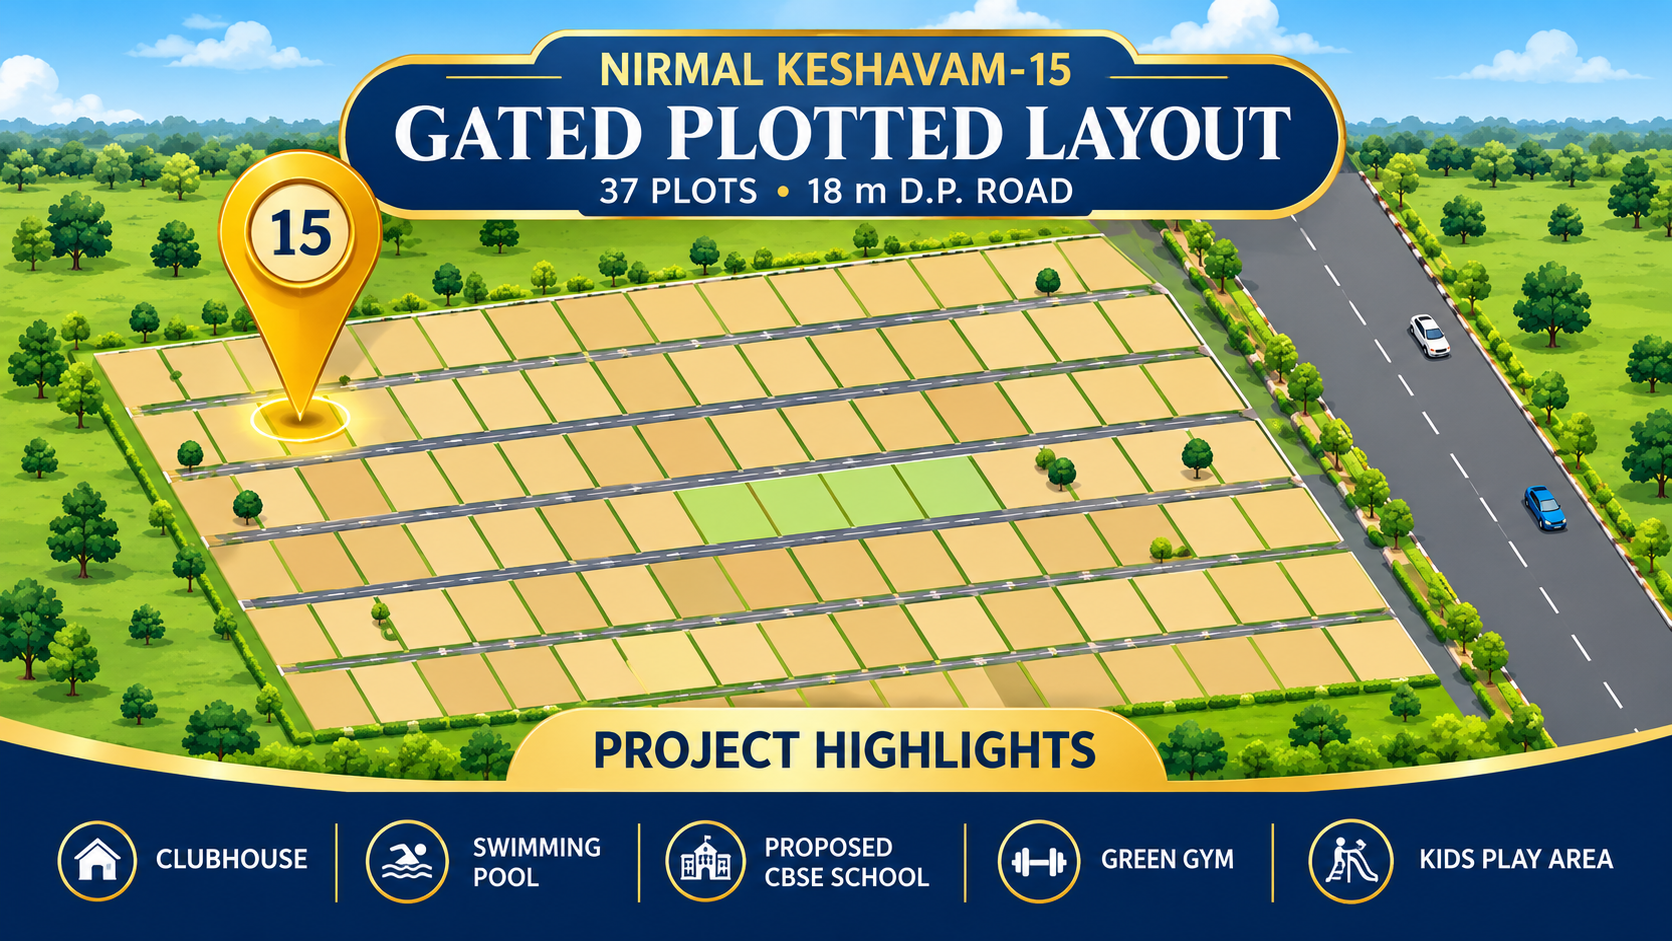 NIRMAL KESHAVAM-15
GATED PLOTTED LAYOUT
37 PLOTS • 18 m D.P. ROAD
15
PROJECT HIGHLIGHTS
CLUBHOUSE
SWIMMING
POOL
PROPOSED
CBSE SCHOOL
GREEN GYM
KIDS PLAY AREA